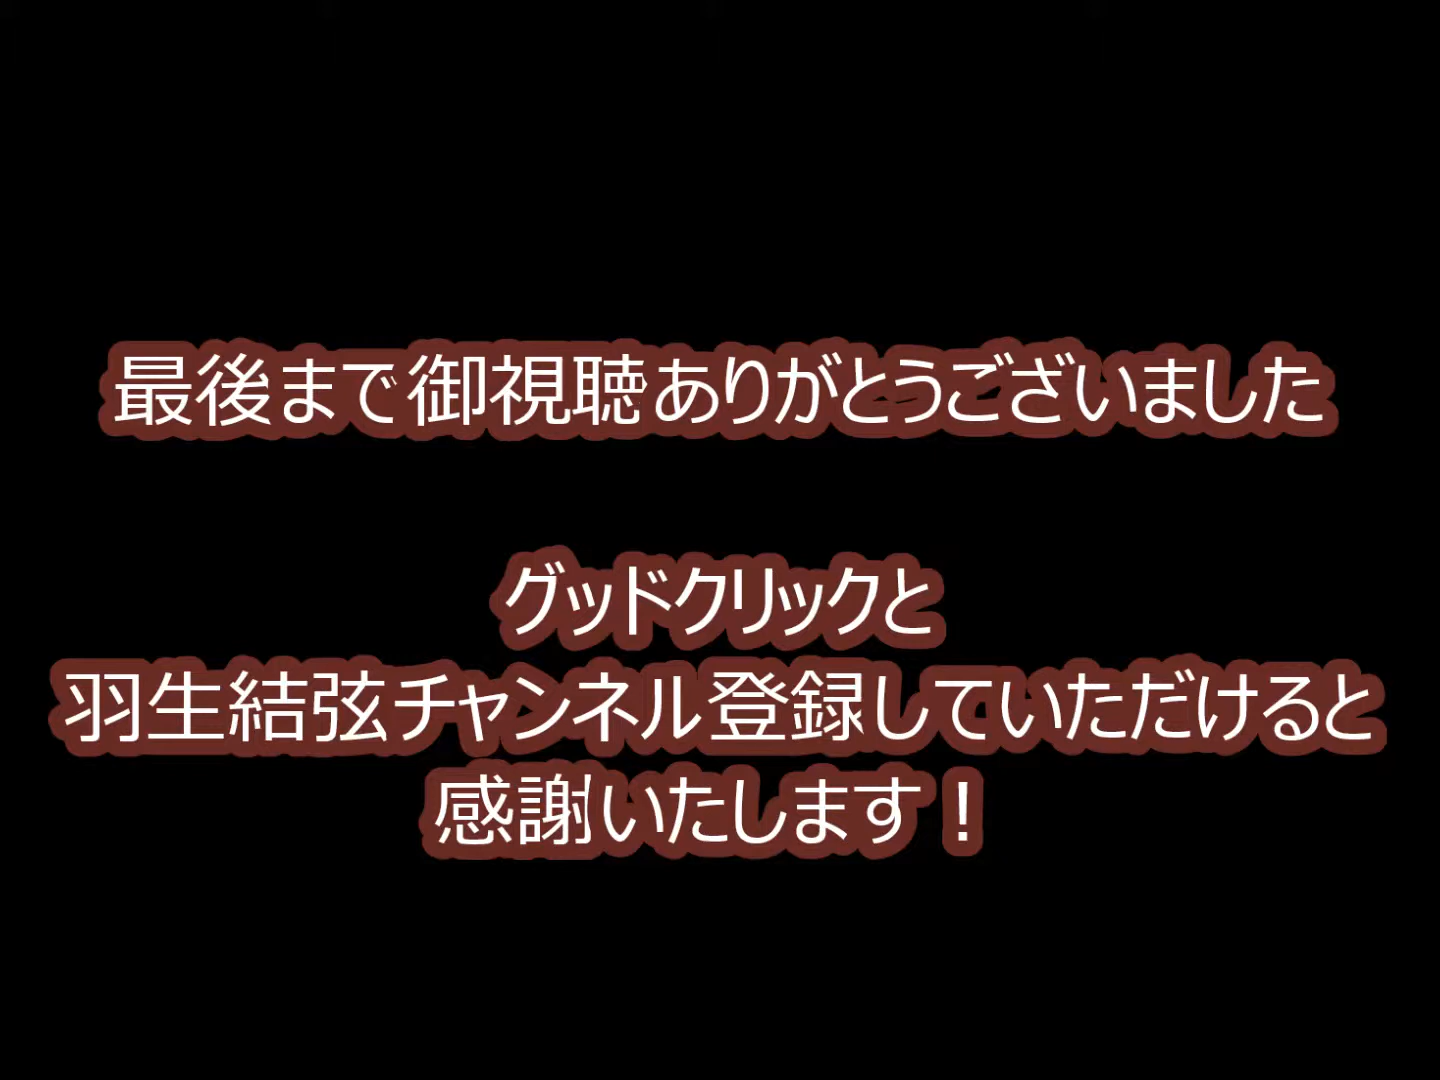 最後まで御視聴ありがとうございました
グッドクリックと
羽生結弦チャンネル登録していただけると
感謝いたします！